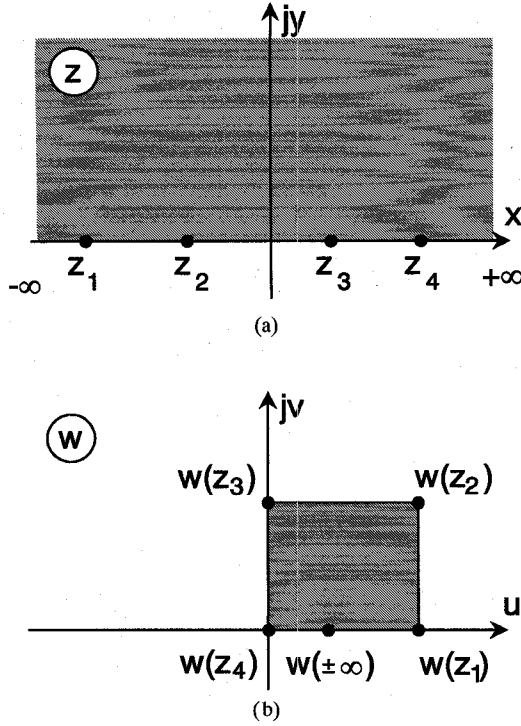 jy
z
x
-∞ z₁ z₂ z₃ z₄ +∞
(a)
jv
w
w(z₃) w(z₂)
u
w(z₄) w(±∞) w(z₁)
(b)